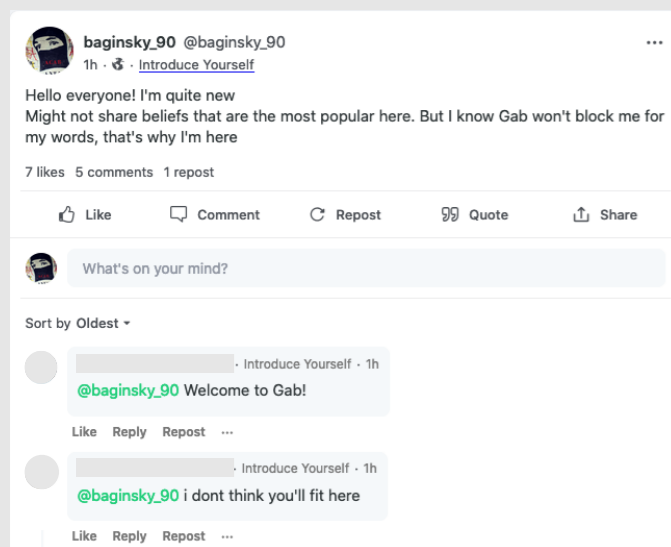 baginsky_90 @baginsky_90
1h · · Introduce Yourself
Hello everyone! I'm quite new
Might not share beliefs that are the most popular here. But I know Gab won't block me for
my words, that's why I'm here
7 likes 5 comments 1 repost
Like Comment Repost Quote Share
What's on your mind?
Sort by Oldest
· Introduce Yourself · 1h
@baginsky_90 Welcome to Gab!
Like Reply Repost ···
· Introduce Yourself · 1h
@baginsky_90 i dont think you'll fit here
Like Reply Repost ···